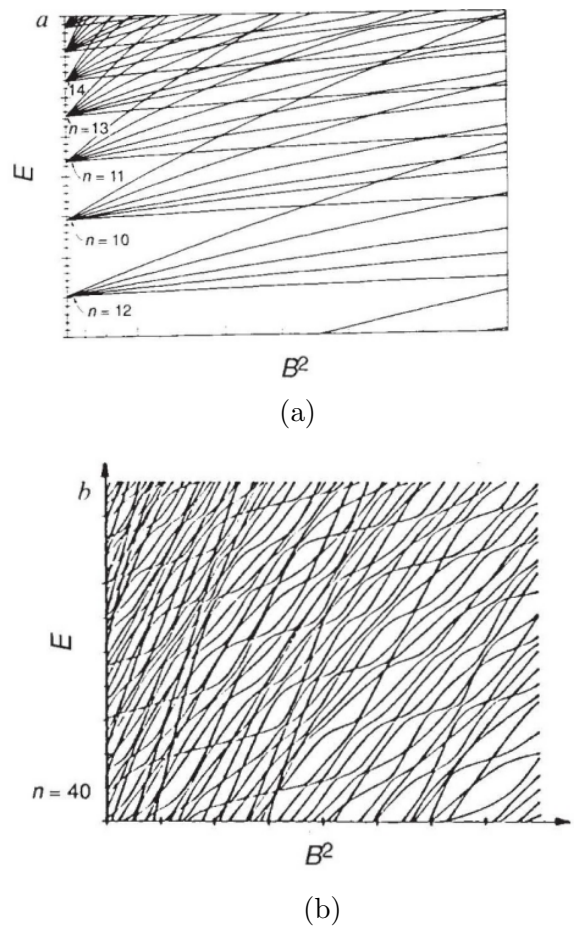 a
14
n = 13
E
n = 11
n = 10
n = 12
B²
(a)
b
E
n = 40
B²
(b)